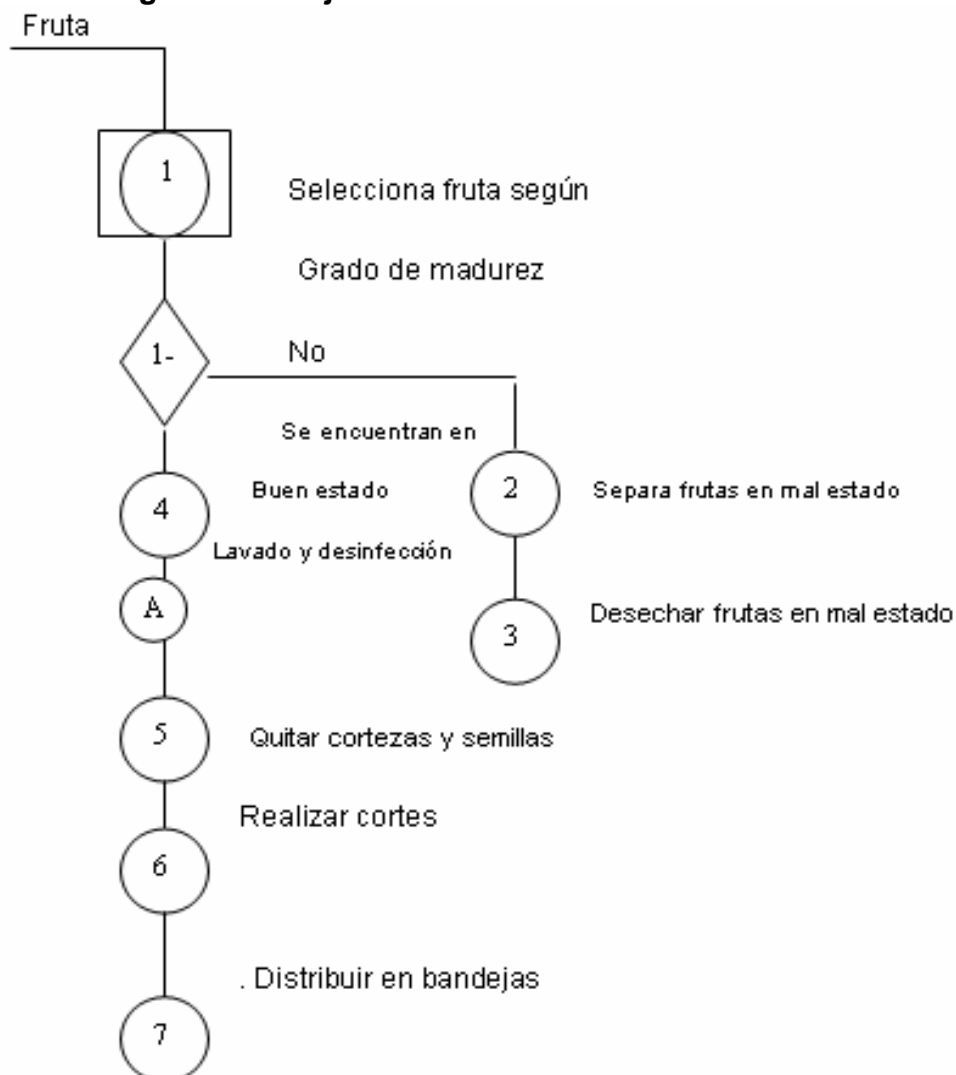 Fruta
1
Selecciona fruta según
Grado de madurez
1-
No
Se encuentran en
Buen estado
2
Separa frutas en mal estado
4
Lavado y desinfección
A
3
Desechar frutas en mal estado
5
Quitar cortezas y semillas
Realizar cortes
6
. Distribuir en bandejas
7